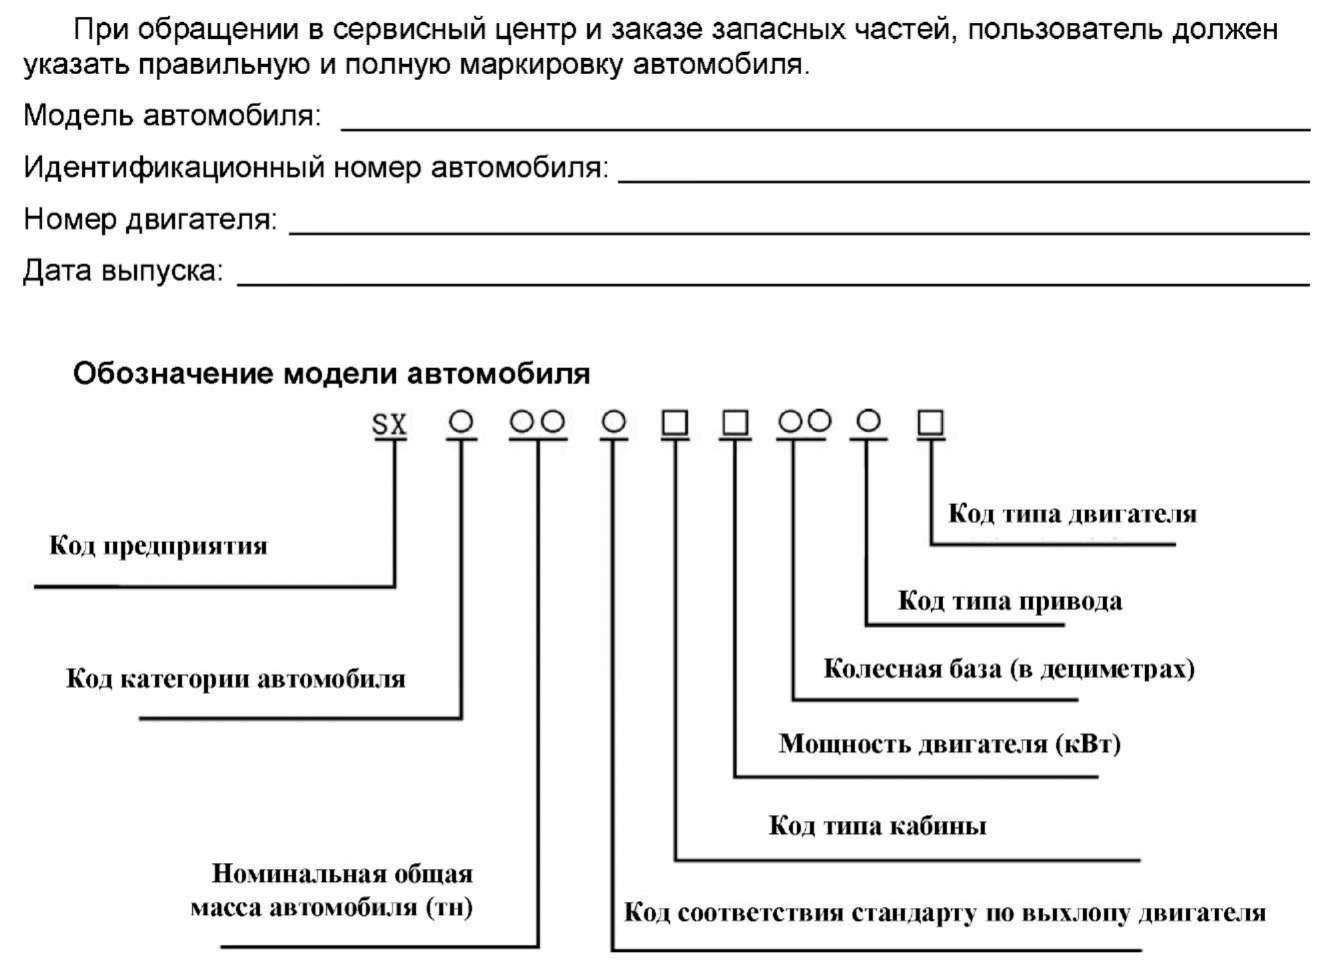 При обращении в сервисный центр и заказе запасных частей, пользователь должен
указать правильную и полную маркировку автомобиля.
Модель автомобиля:
Идентификационный номер автомобиля:
Номер двигателя:
Дата выпуска:
Обозначение модели автомобиля
SX ○ ○○ ○ □ □ ○○ ○ □
Код типа двигателя
Код предприятия
Код типа привода
Колесная база (в дециметрах)
Код категории автомобиля
Мощность двигателя (кВт)
Код типа кабины
Номинальная общая
масса автомобиля (тн)
Код соответствия стандарту по выхлопу двигателя